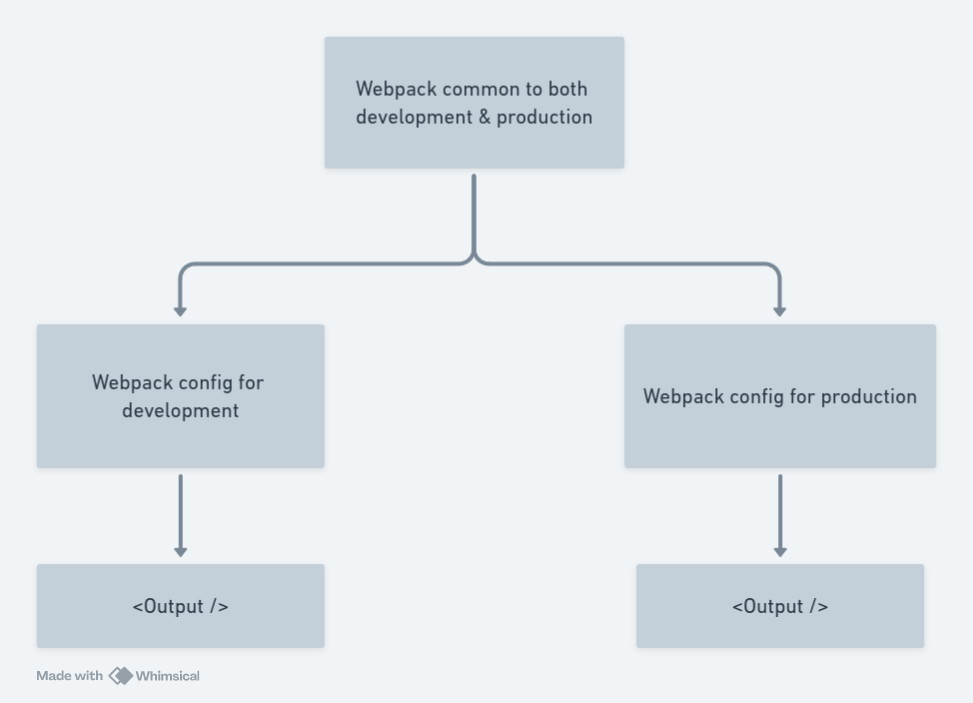 Webpack common to both
development & production
Webpack config for
development
Webpack config for production
<Output />
<Output />
Made with Whimsical